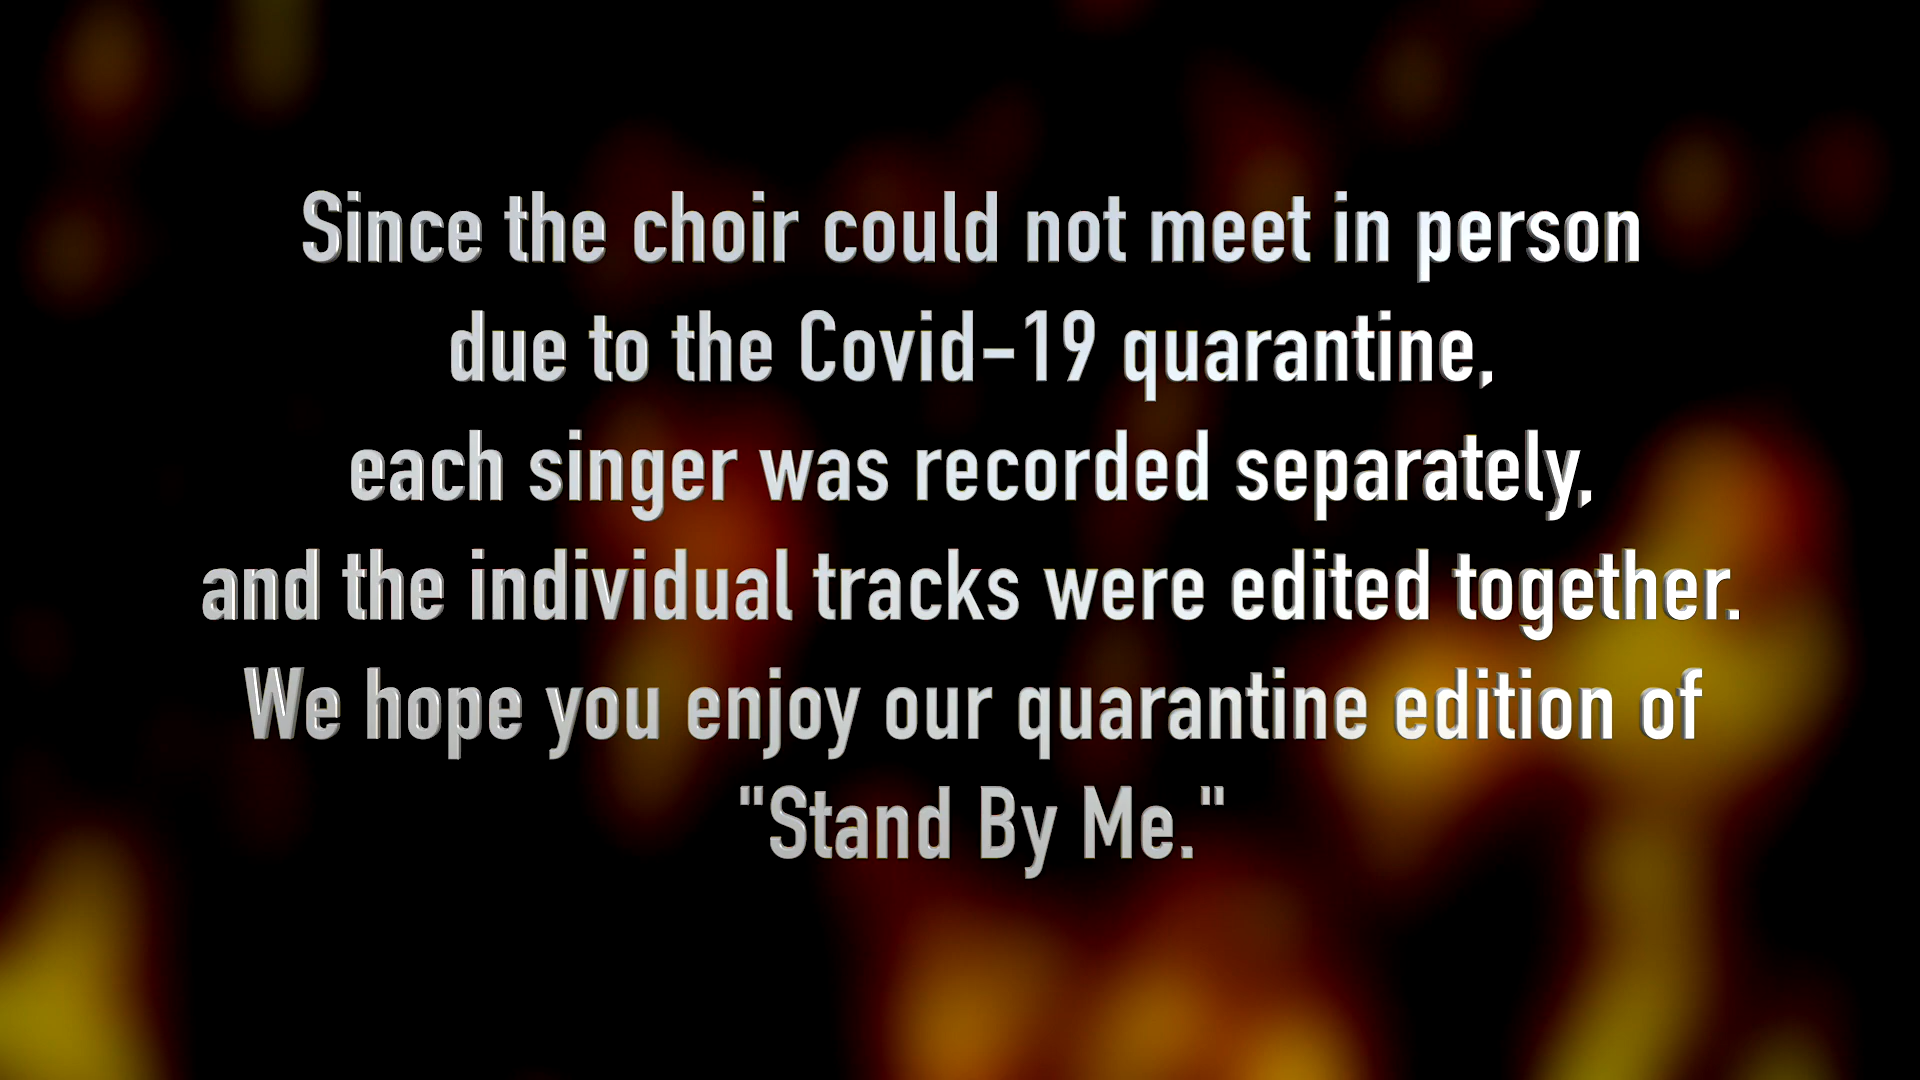 Since the choir could not meet in person
due to the Covid-19 quarantine,
each singer was recorded separately,
and the individual tracks were edited together.
We hope you enjoy our quarantine edition of
"Stand By Me."